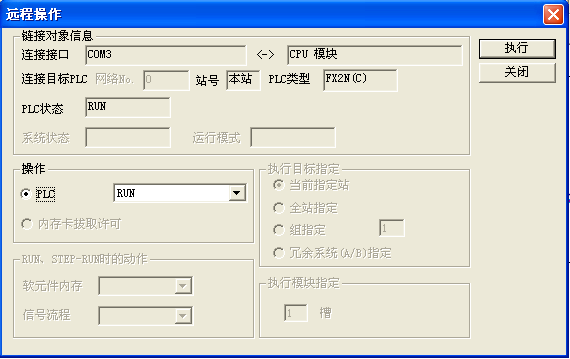 远程操作
链接对象信息
连接接口 COM3 <-> CPU 模块
执行
连接目标PLC 网络No. 0 站号 本站 PLC类型 FX2N(C)
关闭
PLC状态 RUN
系统状态 运行模式
操作
PLC RUN
内存卡拔取许可
执行目标指定
当前指定站
全站指定
组指定 1
冗余系统(A/B)指定
RUN、STEP-RUN时的动作
软元件内存
信号流程
执行模块指定
1 槽